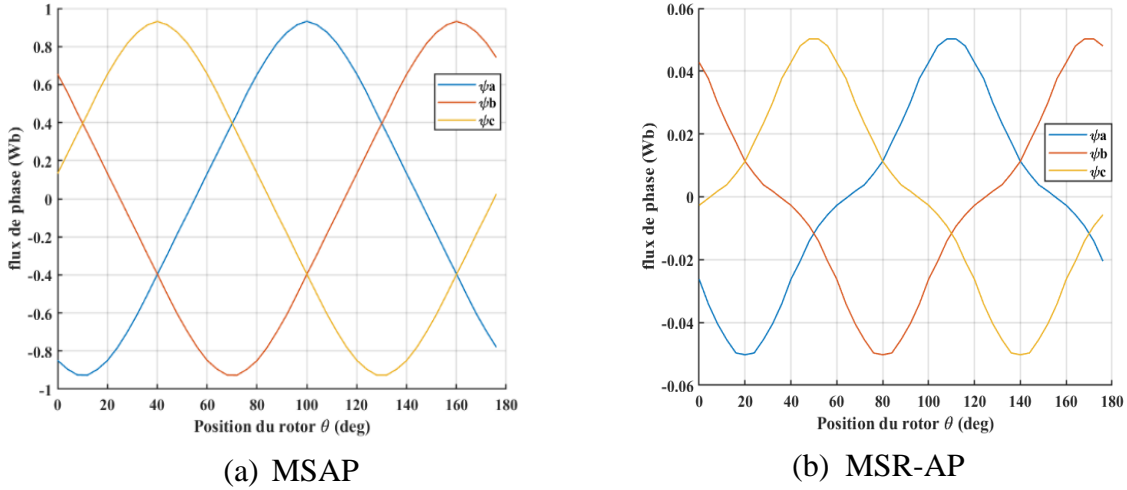 1
0.8
0.6
0.4
0.2
0
-0.2
-0.4
-0.6
-0.8
-1
flux de phase (Wb)
ψa
ψb
ψc
0 20 40 60 80 100 120 140 160 180
Position du rotor θ (deg)
(a) MSAP
0.06
0.04
0.02
0
-0.02
-0.04
-0.06
flux de phase (Wb)
ψa
ψb
ψc
0 20 40 60 80 100 120 140 160 180
Position du rotor θ (deg)
(b) MSR-AP